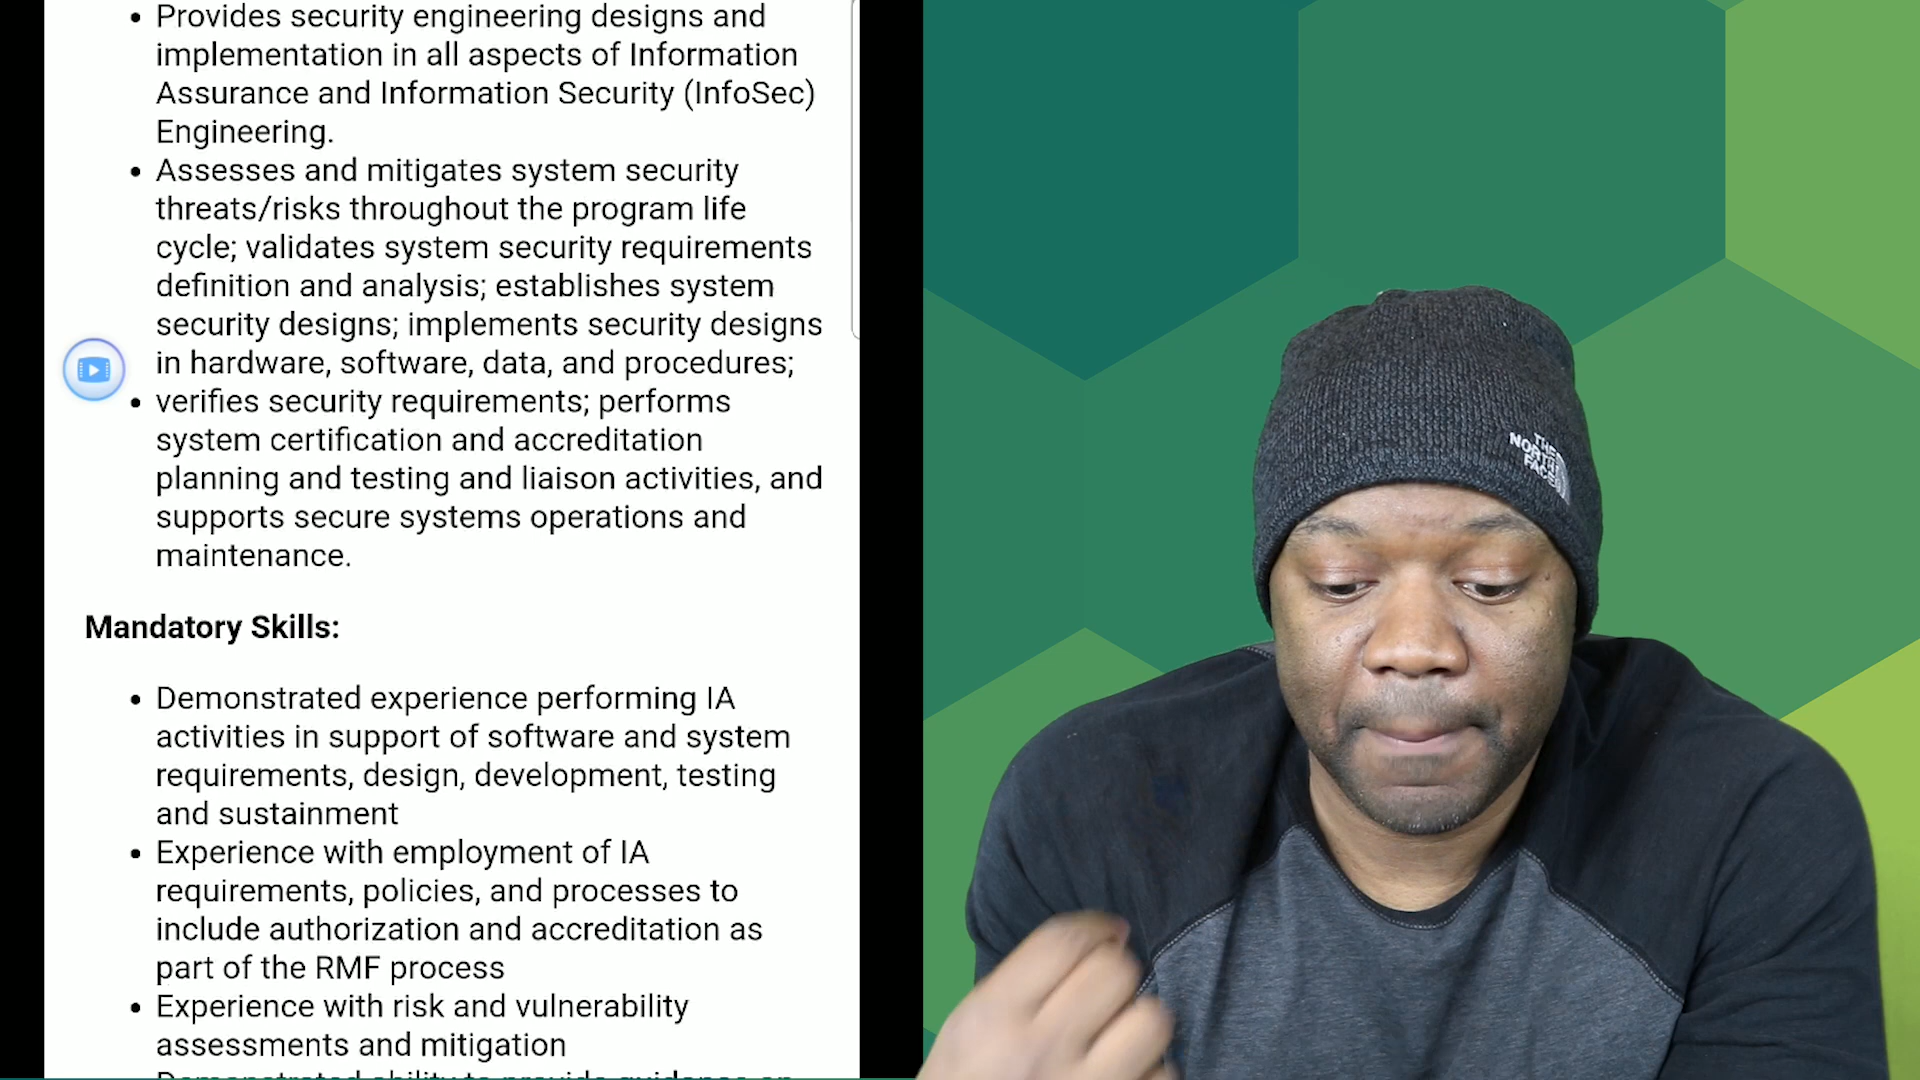 Provides security engineering designs and
implementation in all aspects of Information
Assurance and Information Security (InfoSec)
Engineering.
Assesses and mitigates system security
threats/risks throughout the program life
cycle; validates system security requirements
definition and analysis; establishes system
security designs; implements security designs
in hardware, software, data, and procedures;
verifies security requirements; performs
system certification and accreditation
planning and testing and liaison activities, and
supports secure systems operations and
maintenance.
Mandatory Skills:
Demonstrated experience performing IA
activities in support of software and system
requirements, design, development, testing
and sustainment
Experience with employment of IA
requirements, policies, and processes to
include authorization and accreditation as
part of the RMF process
Experience with risk and vulnerability
assessments and mitigation
THE
NORTH
FACE